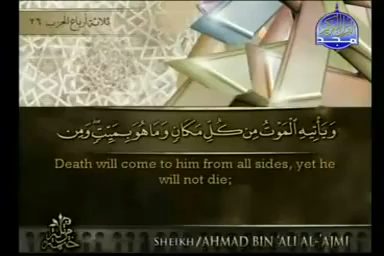 ثلاثة أرباع الحزب ٢٦
وَيَأْتِيهِ الْمَوْتُ مِن كُلِّ مَكَانٍ وَمَا هُوَ بِمَيِّتٍ ۖ وَمِن
Death will come to him from all sides, yet he
will not die;
SHEIKH/AHMAD BIN 'ALI AL-'AJMI